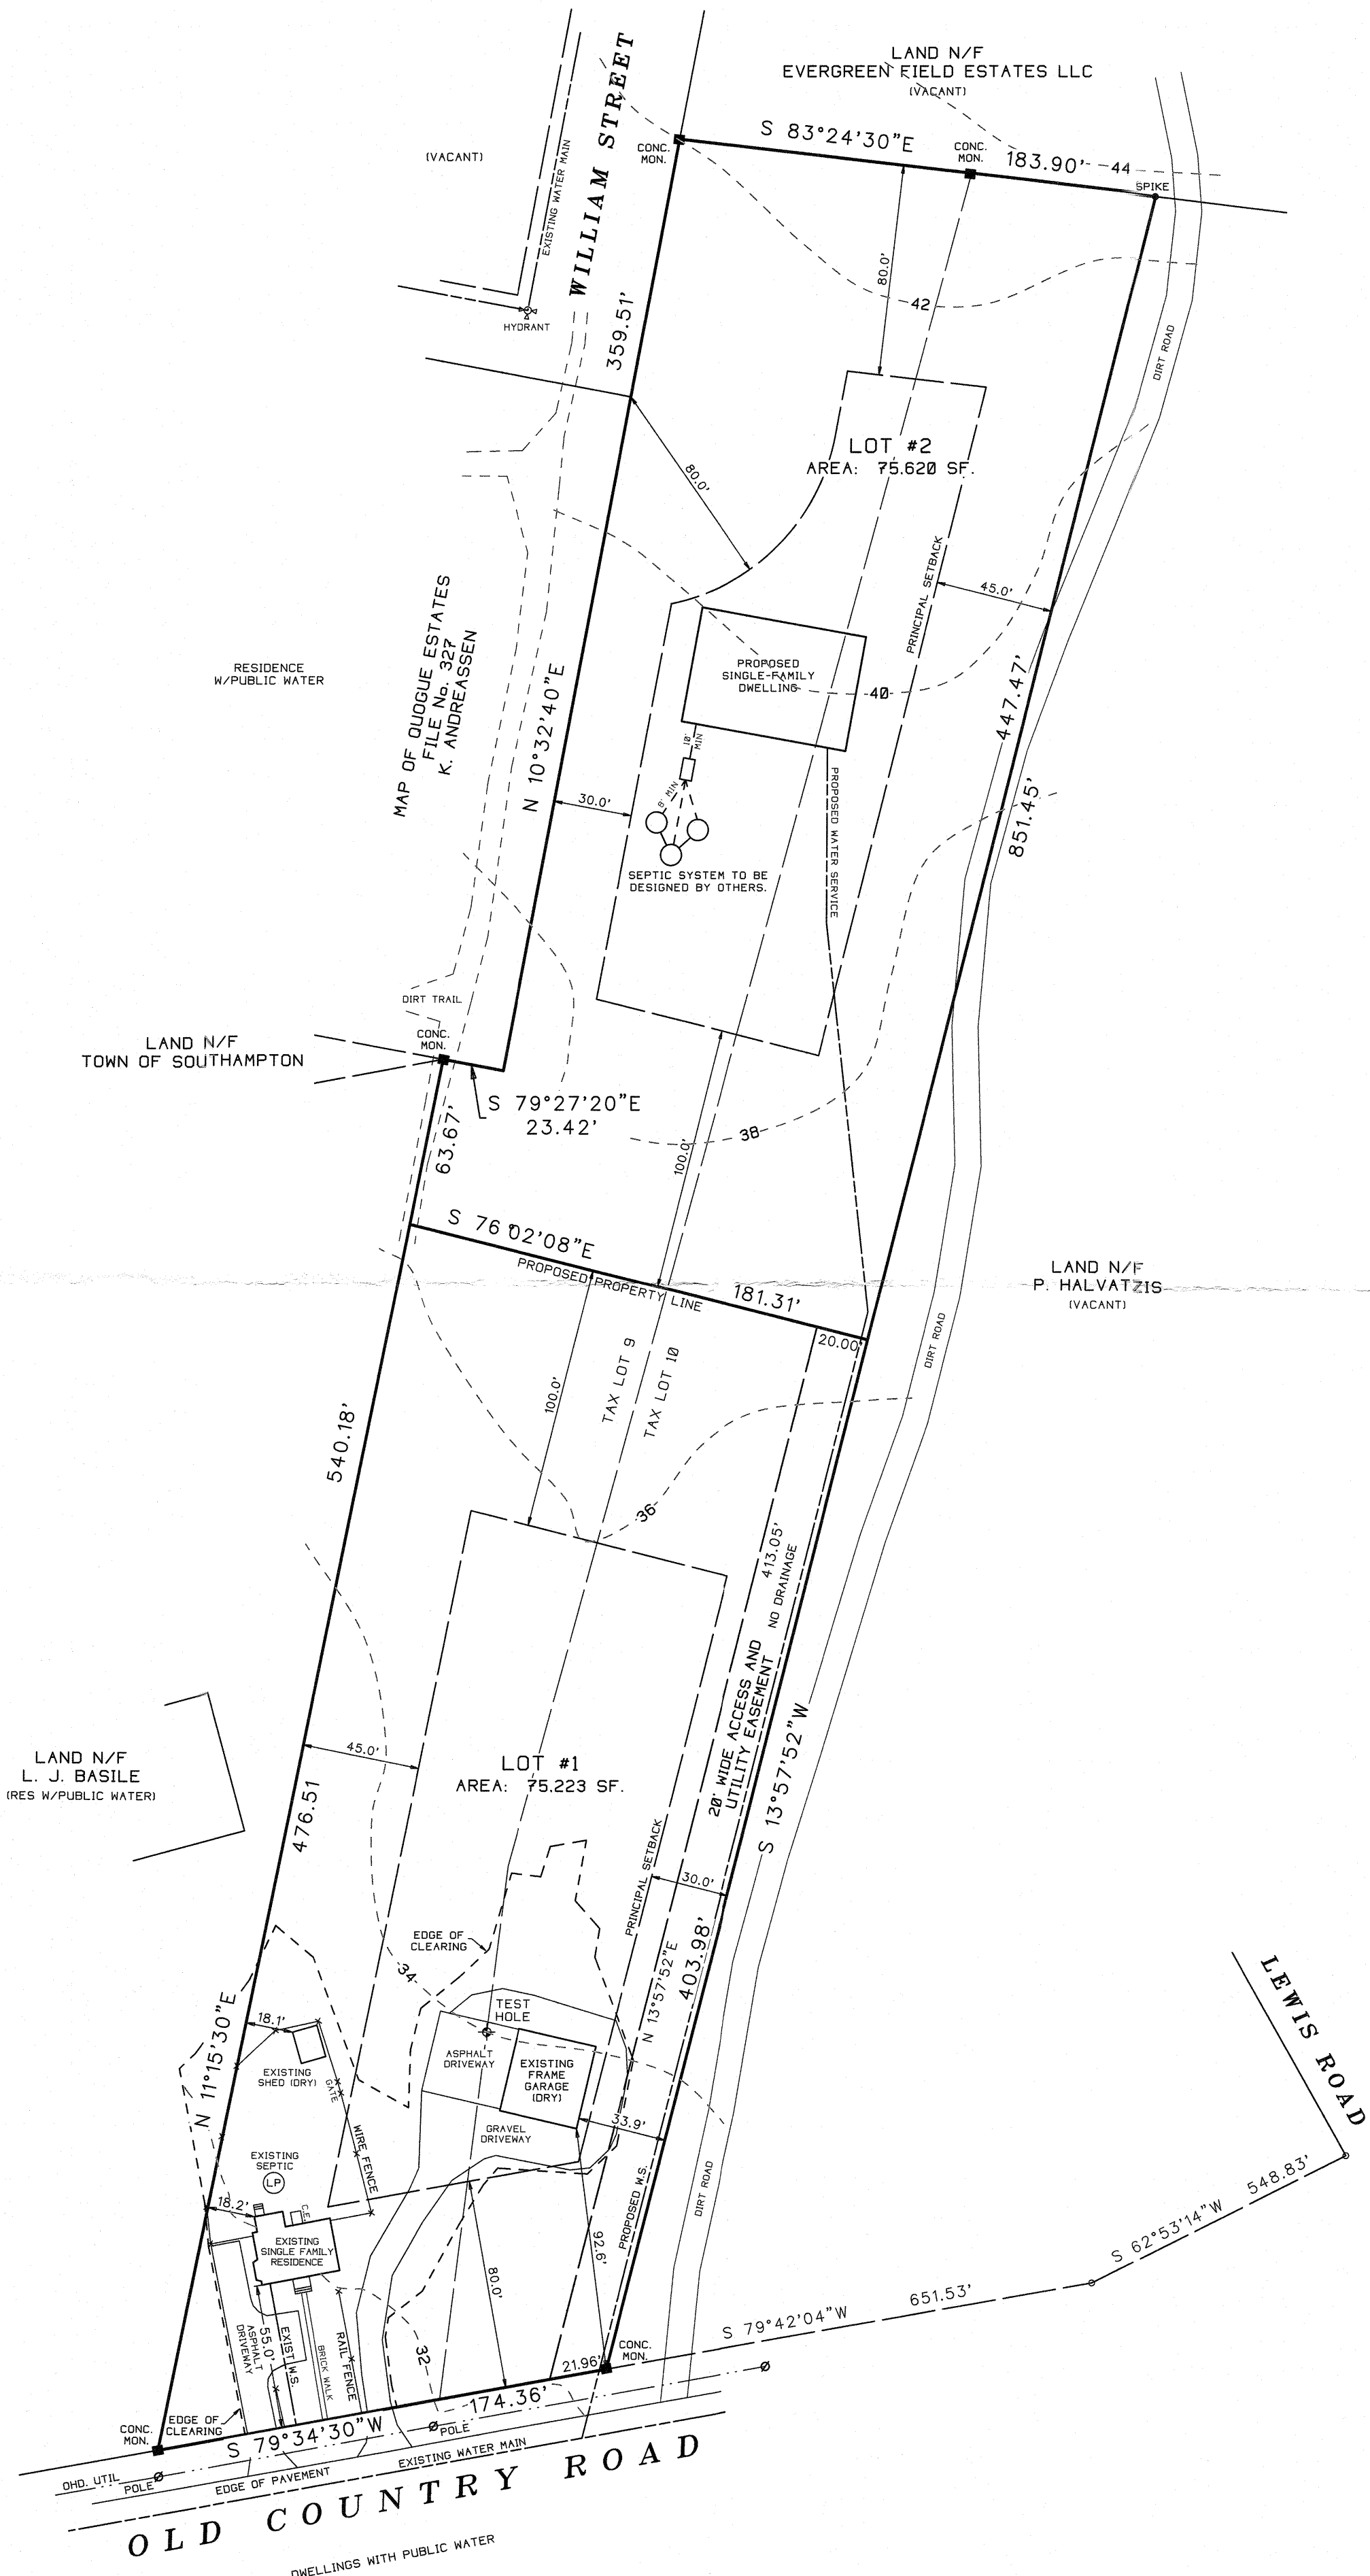 LAND N/F
EVERGREEN FIELD ESTATES LLC
(VACANT)
WILLIAM STREET
EXISTING WATER MAIN
(VACANT)
CONC.
MON.
S 83°24'30"E
CONC.
MON.
183.90'
44
SPIKE
HYDRANT
359.51'
80.0'
42
DIRT ROAD
80.0'
LOT #2
AREA: 75.620 SF.
PRINCIPAL SETBACK
45.0'
RESIDENCE
W/PUBLIC WATER
MAP OF QUOGUE ESTATES
FILE No. 327
K. ANDREASSEN
N 10°32'40"E
PROPOSED
SINGLE-FAMILY
DWELLING
40
447.47'
851.45'
10'
MIN
8' MIN
30.0'
PROPOSED WATER SERVICE
SEPTIC SYSTEM TO BE
DESIGNED BY OTHERS.
DIRT TRAIL
CONC.
MON.
LAND N/F
TOWN OF SOUTHAMPTON
S 79°27'20"E
23.42'
63.67'
38
100.0'
S 76°02'08"E
PROPOSED PROPERTY LINE
181.31'
20.00'
LAND N/F
P. HALVATZIS
(VACANT)
DIRT ROAD
TAX LOT 9
TAX LOT 10
100.0'
540.18'
36
413.05'
NO DRAINAGE
20' WIDE ACCESS AND
UTILITY EASEMENT
S 13°57'52"W
LAND N/F
L. J. BASILE
(RES W/PUBLIC WATER)
45.0'
LOT #1
AREA: 75.223 SF.
476.51
PRINCIPAL SETBACK
30.0'
EDGE OF
CLEARING
34
403.98'
N 13°57'52"E
LEWIS ROAD
N 11°15'30"E
18.1'
EXISTING
SHED (DRY)
GATE
WIRE FENCE
TEST
HOLE
ASPHALT
DRIVEWAY
EXISTING
FRAME
GARAGE
(DRY)
GRAVEL
DRIVEWAY
33.9'
EXISTING
SEPTIC
LP
18.2'
C.E.
EXISTING
SINGLE FAMILY
RESIDENCE
PROPOSED W.S.
DIRT ROAD
92.6'
80.0'
S 62°53'14"W
548.83'
S 79°42'04"W
651.53'
ASPHALT
DRIVEWAY
55.0'
EXIST W.S.
BRICK WALK
RAIL FENCE
32
21.96'
CONC.
MON.
174.36'
S 79°34'30"W
EDGE OF
CLEARING
CONC.
MON.
POLE
OHD. UTIL
POLE
EDGE OF PAVEMENT
EXISTING WATER MAIN
OLD COUNTRY ROAD
DWELLINGS WITH PUBLIC WATER